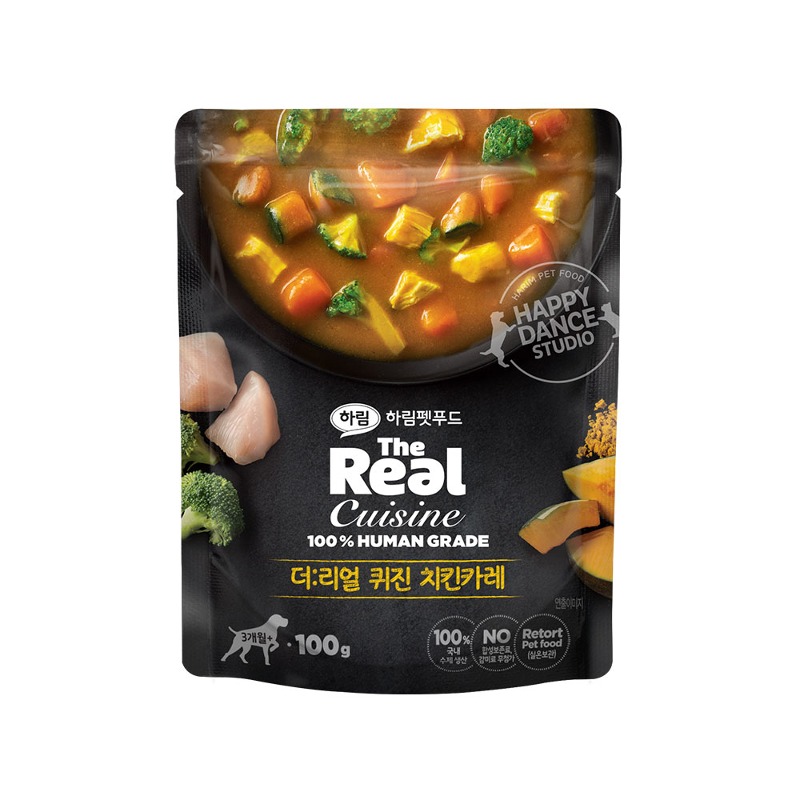 HARIM PET FOOD
HAPPY
DANCE
STUDIO
하림 하림펫푸드
The
Real
Cuisine
100% HUMAN GRADE
더:리얼 퀴진 치킨카레
연출이미지
3개월+ · 100g
100%
국내
수제 생산
NO
합성보존료,
감미료 무첨가
Retort
Pet food
(실온보관)